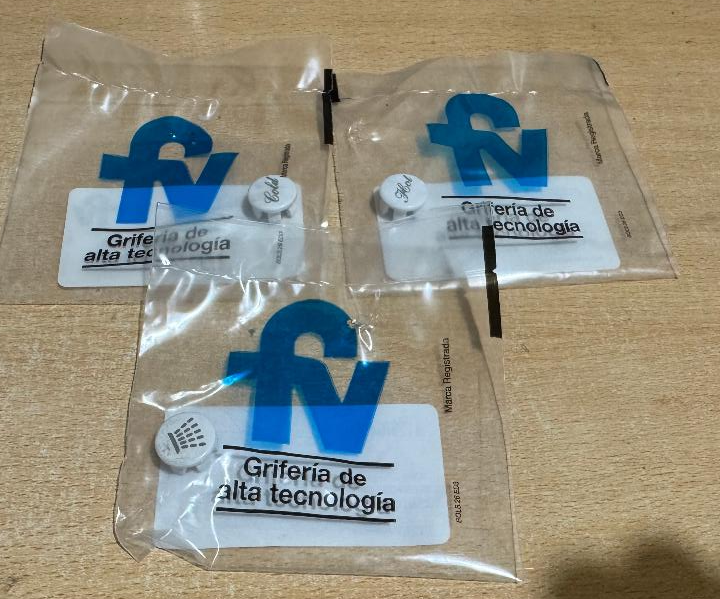 fv
Grifería de
alta tecnología
Cold
Marca Registrada
fv
Grifería de
alta tecnología
Hot
Marca Registrada
fv
Grifería de
alta tecnología
Marca Registrada